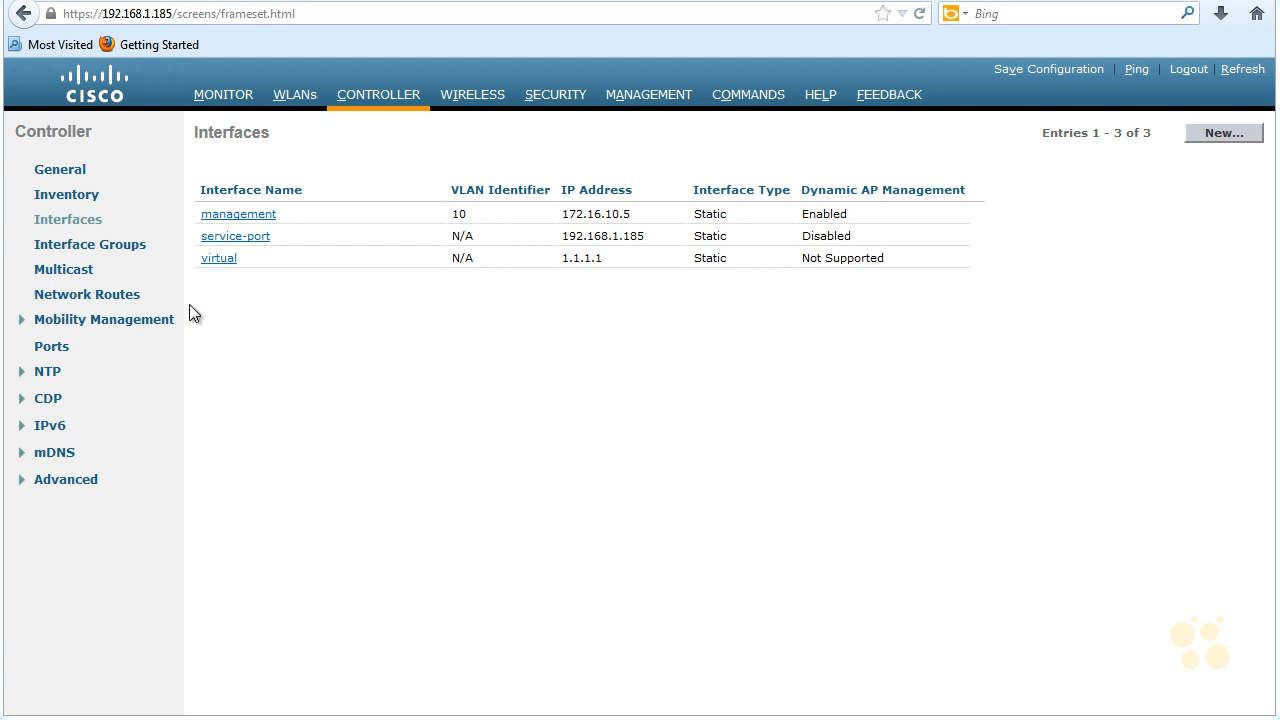 https://192.168.1.185/screens/frameset.html Bing
Most Visited Getting Started
CISCO
Save Configuration | Ping | Logout | Refresh
MONITOR WLANs CONTROLLER WIRELESS SECURITY MANAGEMENT COMMANDS HELP FEEDBACK
Controller
General
Inventory
Interfaces
Interface Groups
Multicast
Network Routes
Mobility Management
Ports
NTP
CDP
IPv6
mDNS
Advanced
Interfaces Entries 1 - 3 of 3 New...
Interface Name VLAN Identifier IP Address Interface Type Dynamic AP Management
management 10 172.16.10.5 Static Enabled
service-port N/A 192.168.1.185 Static Disabled
virtual N/A 1.1.1.1 Static Not Supported